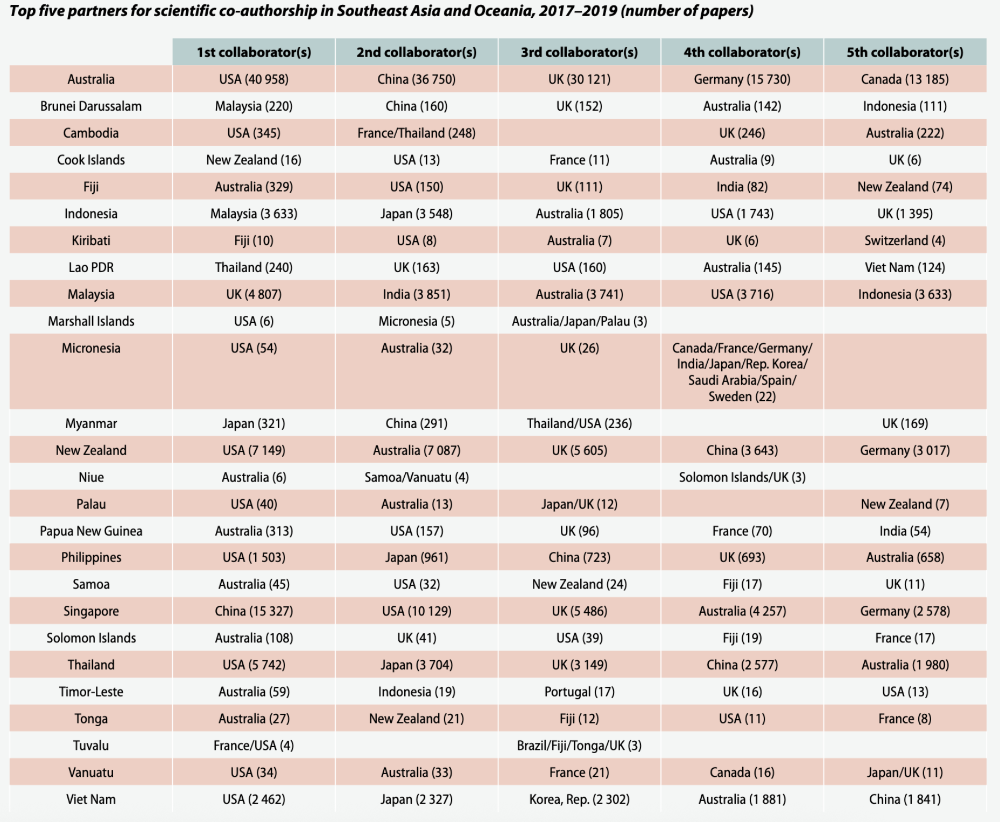 Top five partners for scientific co-authorship in Southeast Asia and Oceania, 2017–2019 (number of papers)
1st collaborator(s) 2nd collaborator(s) 3rd collaborator(s) 4th collaborator(s) 5th collaborator(s)
Australia USA (40 958) China (36 750) UK (30 121) Germany (15 730) Canada (13 185)
Brunei Darussalam Malaysia (220) China (160) UK (152) Australia (142) Indonesia (111)
Cambodia USA (345) France/Thailand (248) UK (246) Australia (222)
Cook Islands New Zealand (16) USA (13) France (11) Australia (9) UK (6)
Fiji Australia (329) USA (150) UK (111) India (82) New Zealand (74)
Indonesia Malaysia (3 633) Japan (3 548) Australia (1 805) USA (1 743) UK (1 395)
Kiribati Fiji (10) USA (8) Australia (7) UK (6) Switzerland (4)
Lao PDR Thailand (240) UK (163) USA (160) Australia (145) Viet Nam (124)
Malaysia UK (4 807) India (3 851) Australia (3 741) USA (3 716) Indonesia (3 633)
Marshall Islands USA (6) Micronesia (5) Australia/Japan/Palau (3)
Micronesia USA (54) Australia (32) UK (26) Canada/France/Germany/
India/Japan/Rep. Korea/
Saudi Arabia/Spain/
Sweden (22)
Myanmar Japan (321) China (291) Thailand/USA (236) UK (169)
New Zealand USA (7 149) Australia (7 087) UK (5 605) China (3 643) Germany (3 017)
Niue Australia (6) Samoa/Vanuatu (4) Solomon Islands/UK (3)
Palau USA (40) Australia (13) Japan/UK (12) New Zealand (7)
Papua New Guinea Australia (313) USA (157) UK (96) France (70) India (54)
Philippines USA (1 503) Japan (961) China (723) UK (693) Australia (658)
Samoa Australia (45) USA (32) New Zealand (24) Fiji (17) UK (11)
Singapore China (15 327) USA (10 129) UK (5 486) Australia (4 257) Germany (2 578)
Solomon Islands Australia (108) UK (41) USA (39) Fiji (19) France (17)
Thailand USA (5 742) Japan (3 704) UK (3 149) China (2 577) Australia (1 980)
Timor-Leste Australia (59) Indonesia (19) Portugal (17) UK (16) USA (13)
Tonga Australia (27) New Zealand (21) Fiji (12) USA (11) France (8)
Tuvalu France/USA (4) Brazil/Fiji/Tonga/UK (3)
Vanuatu USA (34) Australia (33) France (21) Canada (16) Japan/UK (11)
Viet Nam USA (2 462) Japan (2 327) Korea, Rep. (2 302) Australia (1 881) China (1 841)